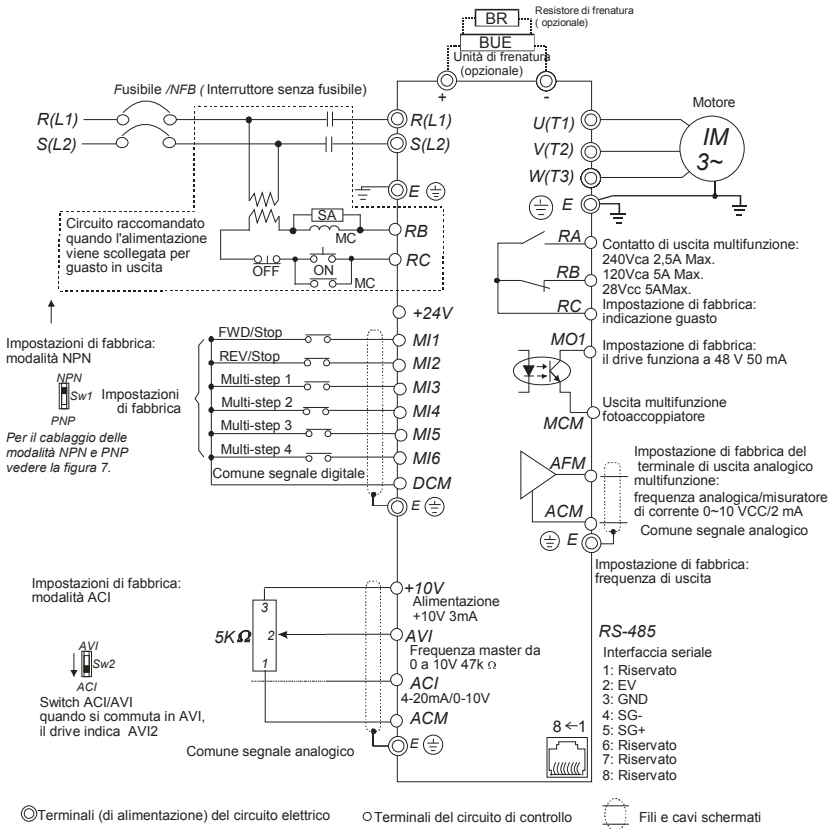 BR
Resistore di frenatura
( opzionale)
BUE
Unità di frenatura
(opzionale)
+
-
Fusibile /NFB ( Interruttore senza fusibile)
R(L1)
S(L2)
R(L1)
S(L2)
E
Motore
U(T1)
V(T2)
W(T3)
IM
3~
E
Circuito raccomandato
quando l'alimentazione
viene scollegata per
guasto in uscita
SA
MC
OFF
ON
MC
RB
RC
RA
RB
RC
Contatto di uscita multifunzione:
240Vca 2,5A Max.
120Vca 5A Max.
28Vcc 5AMax.
Impostazione di fabbrica:
indicazione guasto
+24V
Impostazioni di fabbrica:
modalità NPN
NPN
Sw1
PNP
Per il cablaggio delle
modalità NPN e PNP
vedere la figura 7.
Impostazioni
di fabbrica
FWD/Stop
REV/Stop
Multi-step 1
Multi-step 2
Multi-step 3
Multi-step 4
Comune segnale digitale
MI1
MI2
MI3
MI4
MI5
MI6
DCM
E
MO1
Impostazione di fabbrica:
il drive funziona a 48 V 50 mA
Uscita multifunzione
fotoaccoppiatore
MCM
AFM
ACM
E
Impostazione di fabbrica del
terminale di uscita analogico
multifunzione:
frequenza analogica/misuratore
di corrente 0~10 VCC/2 mA
Comune segnale analogico
Impostazione di fabbrica:
frequenza di uscita
Impostazioni di fabbrica:
modalità ACI
AVI
Sw2
ACI
Switch ACI/AVI
quando si commuta in AVI,
il drive indica AVI2
5KΩ
3
2
1
+10V
Alimentazione
+10V 3mA
AVI
Frequenza master da
0 a 10V 47k Ω
ACI
4-20mA/0-10V
ACM
E
Comune segnale analogico
RS-485
Interfaccia seriale
1: Riservato
2: EV
3: GND
4: SG-
5: SG+
6: Riservato
7: Riservato
8: Riservato
8←1
Terminali (di alimentazione) del circuito elettrico
Terminali del circuito di controllo
Fili e cavi schermati